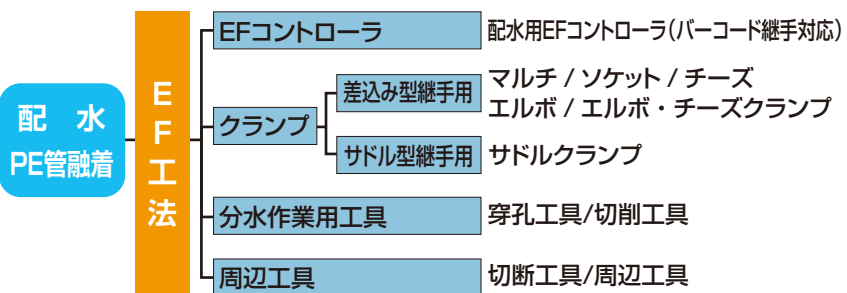 配 水
PE管融着
EF工法
EFコントローラ
配水用EFコントローラ（バーコード継手対応）
クランプ
差込み型継手用
マルチ / ソケット / チーズ
エルボ / エルボ・チーズクランプ
サドル型継手用
サドルクランプ
分水作業用工具
穿孔工具/切削工具
周辺工具
切断工具/周辺工具